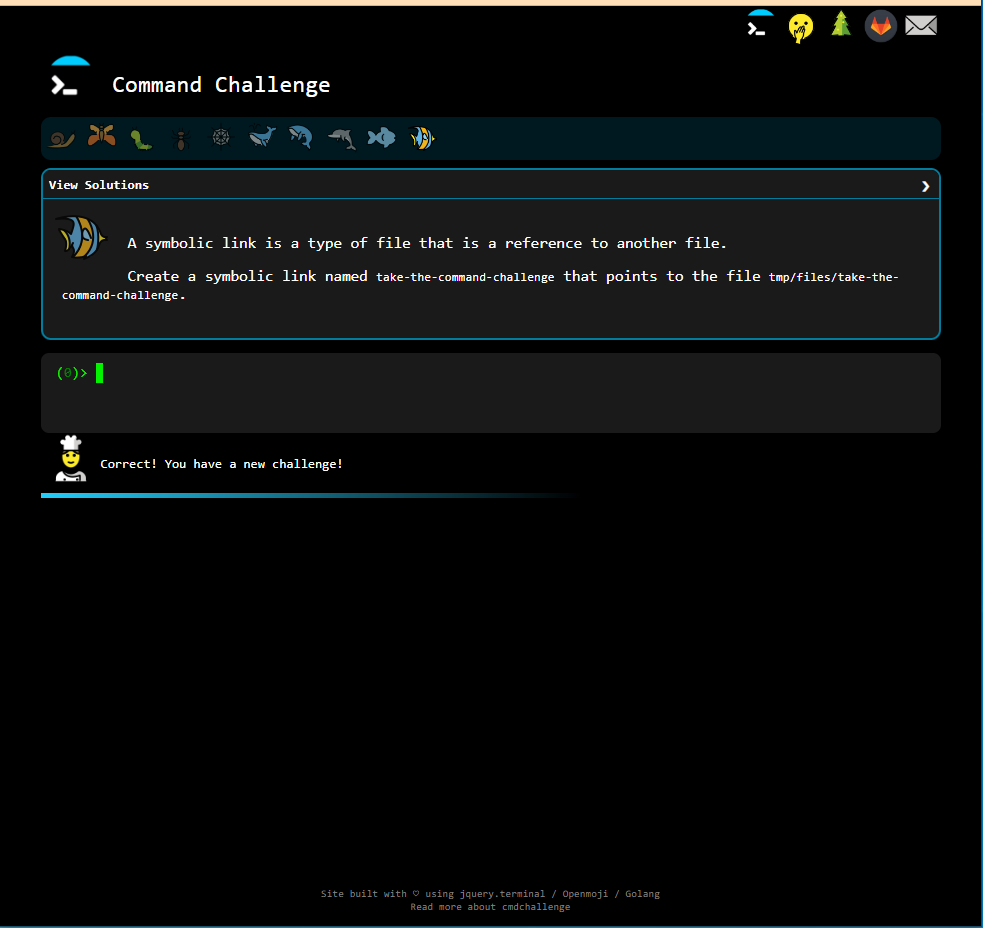 Command Challenge
View Solutions
A symbolic link is a type of file that is a reference to another file.
Create a symbolic link named take-the-command-challenge that points to the file tmp/files/take-the-
command-challenge.
(0)>
Correct! You have a new challenge!
Site built with ♡ using jquery.terminal / Openmoji / Golang
Read more about cmdchallenge